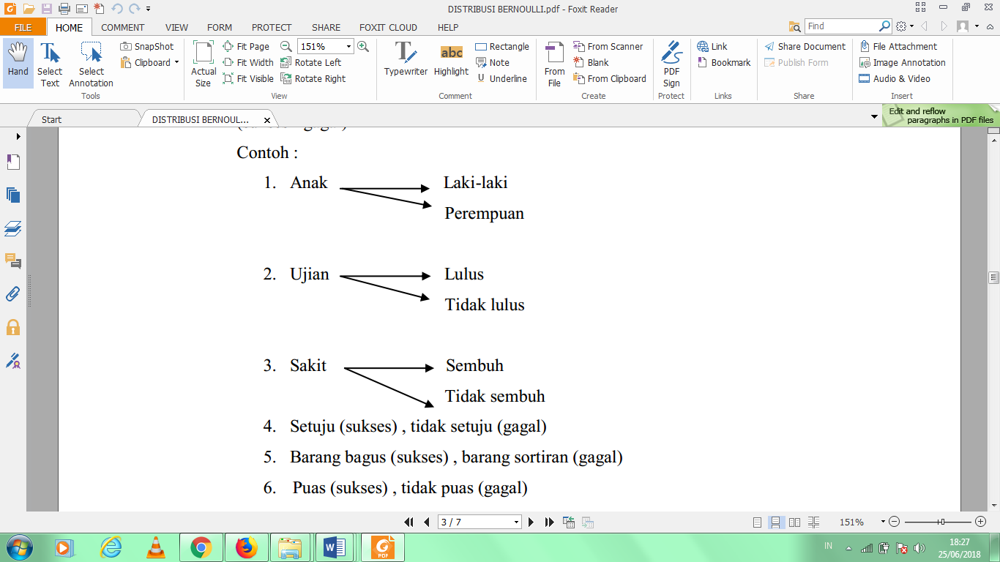 DISTRIBUSI BERNOULLI.pdf - Foxit Reader
FILE HOME COMMENT VIEW FORM PROTECT SHARE FOXIT CLOUD HELP Find
Hand
Select Text
Select Annotation
SnapShot
Clipboard
Tools
Actual Size
Fit Page
Fit Width
Fit Visible
151%
Rotate Left
Rotate Right
View
Typewriter
abc
Highlight
Rectangle
Note
U Underline
Comment
From File
From Scanner
Blank
From Clipboard
Create
PDF Sign
Protect
Link
Bookmark
Links
Share Document
Publish Form
Share
File Attachment
Image Annotation
Audio & Video
Insert
Start
DISTRIBUSI BERNOUL... x
Edit and reflow
paragraphs in PDF files
Contoh :
1. Anak Laki-laki
Perempuan
2. Ujian Lulus
Tidak lulus
3. Sakit Sembuh
Tidak sembuh
4. Setuju (sukses) , tidak setuju (gagal)
5. Barang bagus (sukses) , barang sortiran (gagal)
6. Puas (sukses) , tidak puas (gagal)
3 / 7
151%
W
PDF
IN
18:27
25/06/2018